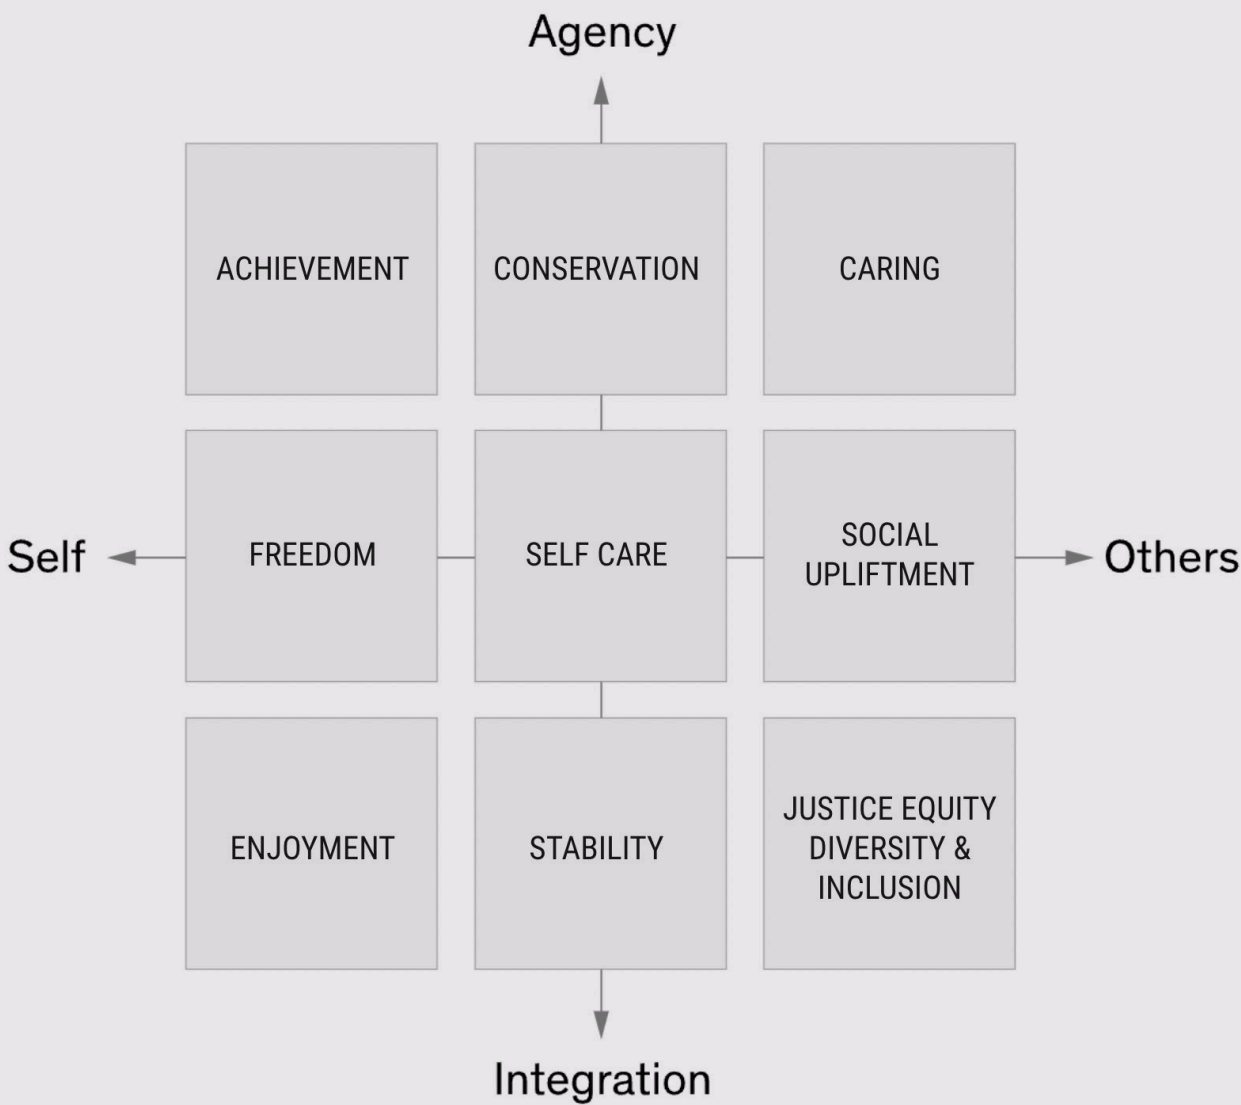 Agency
ACHIEVEMENT
CONSERVATION
CARING
Self
FREEDOM
SELF CARE
SOCIAL
UPLIFTMENT
Others
ENJOYMENT
STABILITY
JUSTICE EQUITY
DIVERSITY &
INCLUSION
Integration